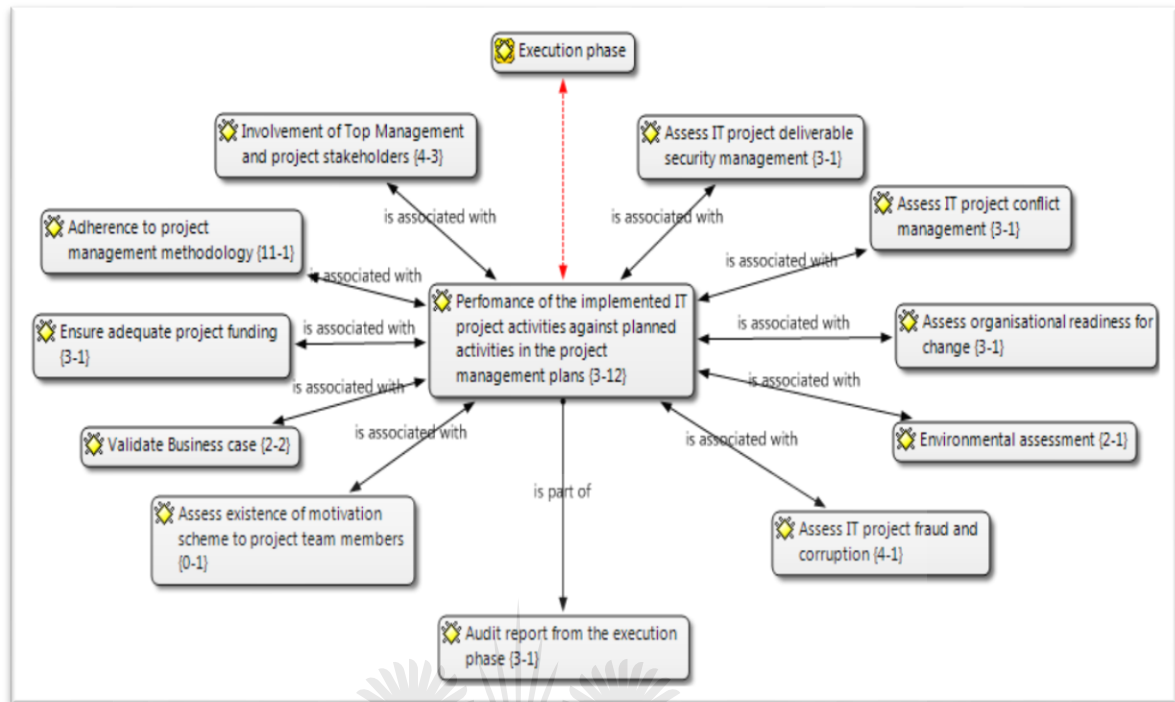 Execution phase
Involvement of Top Management
and project stakeholders {4-3}
Assess IT project deliverable
security management {3-1}
is associated with
is associated with
Assess IT project conflict
management {3-1}
Adherence to project
management methodology {11-1}
is associated with
is associated with
Perfomance of the implemented IT
project activities against planned
activities in the project
management plans {3-12}
Ensure adequate project funding
{3-1}
is associated with
is associated with
Assess organisational readiness for
change {3-1}
is associated with
is associated with
Validate Business case {2-2}
is associated with
is associated with
Environmental assessment {2-1}
is part of
Assess existence of motivation
scheme to project team members
{0-1}
Assess IT project fraud and
corruption {4-1}
Audit report from the execution
phase {3-1}